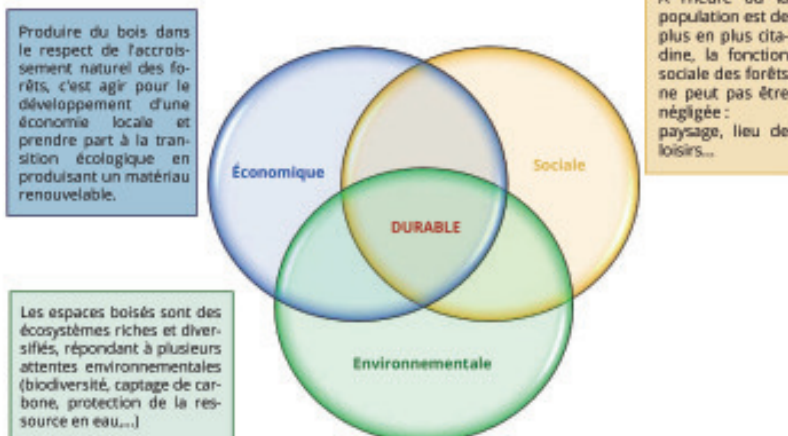 Produire du bois dans
le respect de l'accrois-
sement naturel des fo-
rêts, c'est agir pour le
développement d'une
économie locale et
prendre part à la tran-
sition écologique en
produisant un matériau
renouvelable.
population est de
plus en plus cita-
dine, la fonction
sociale des forêts
ne peut pas être
négligée :
paysage, lieu de
loisirs...
Économique
Sociale
DURABLE
Environnementale
Les espaces boisés sont des
écosystèmes riches et diver-
sifiés, répondant à plusieurs
attentes environnementales
(biodiversité, captage de car-
bone, protection de la res-
source en eau,...)